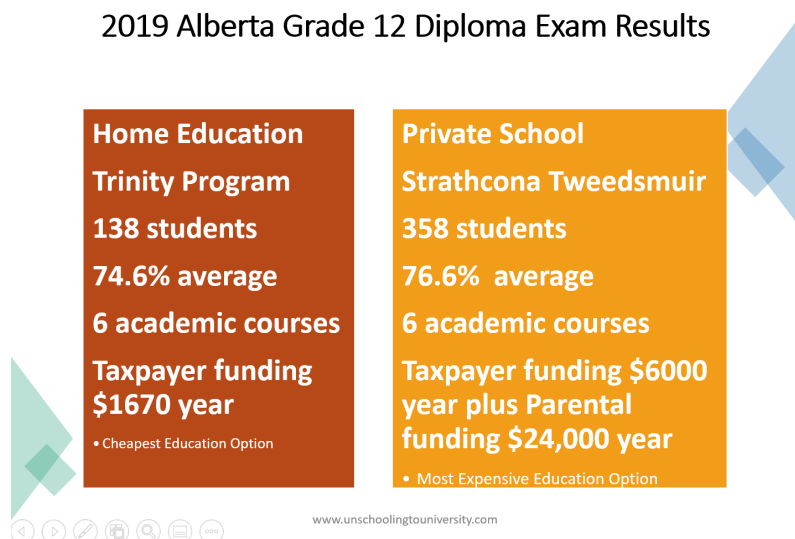 2019 Alberta Grade 12 Diploma Exam Results
Home Education
Trinity Program
138 students
74.6% average
6 academic courses
Taxpayer funding
$1670 year
• Cheapest Education Option
Private School
Strathcona Tweedsmuir
358 students
76.6% average
6 academic courses
Taxpayer funding $6000
year plus Parental
funding $24,000 year
• Most Expensive Education Option
www.unschoolingtouniversity.com